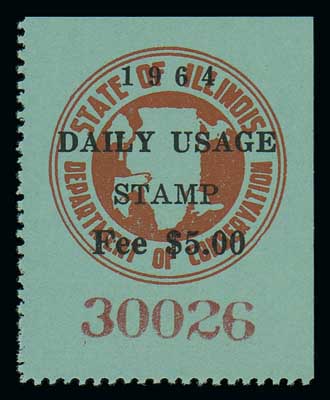 1964
STATE OF ILLINOIS
DAILY USAGE
STAMP
Fee $5.00
DEPARTMENT OF CONSERVATION
30026